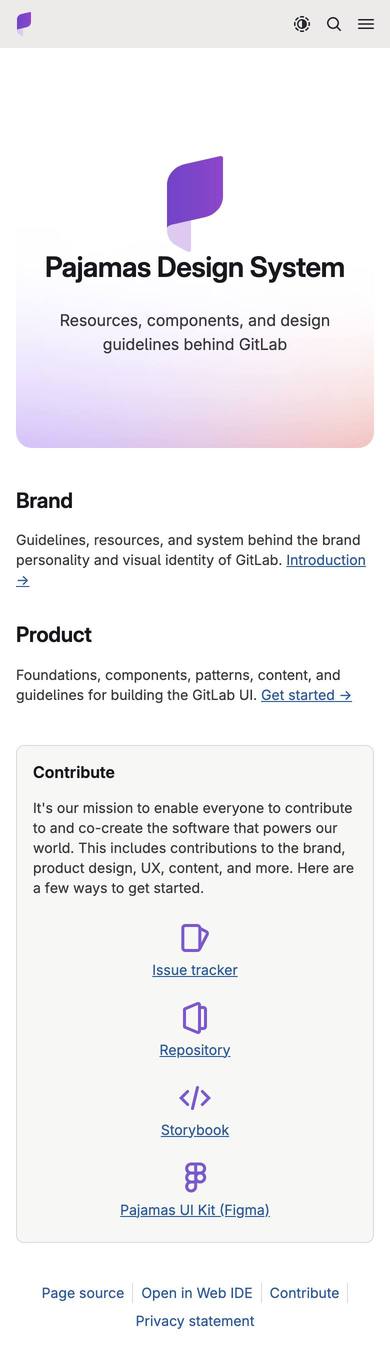 Pajamas Design System
Resources, components, and design
guidelines behind GitLab
Brand
Guidelines, resources, and system behind the brand
personality and visual identity of GitLab. Introduction
→
Product
Foundations, components, patterns, content, and
guidelines for building the GitLab UI. Get started →
Contribute
It's our mission to enable everyone to contribute
to and co-create the software that powers our
world. This includes contributions to the brand,
product design, UX, content, and more. Here are
a few ways to get started.
Issue tracker
Repository
Storybook
Pajamas UI Kit (Figma)
Page source Open in Web IDE Contribute
Privacy statement